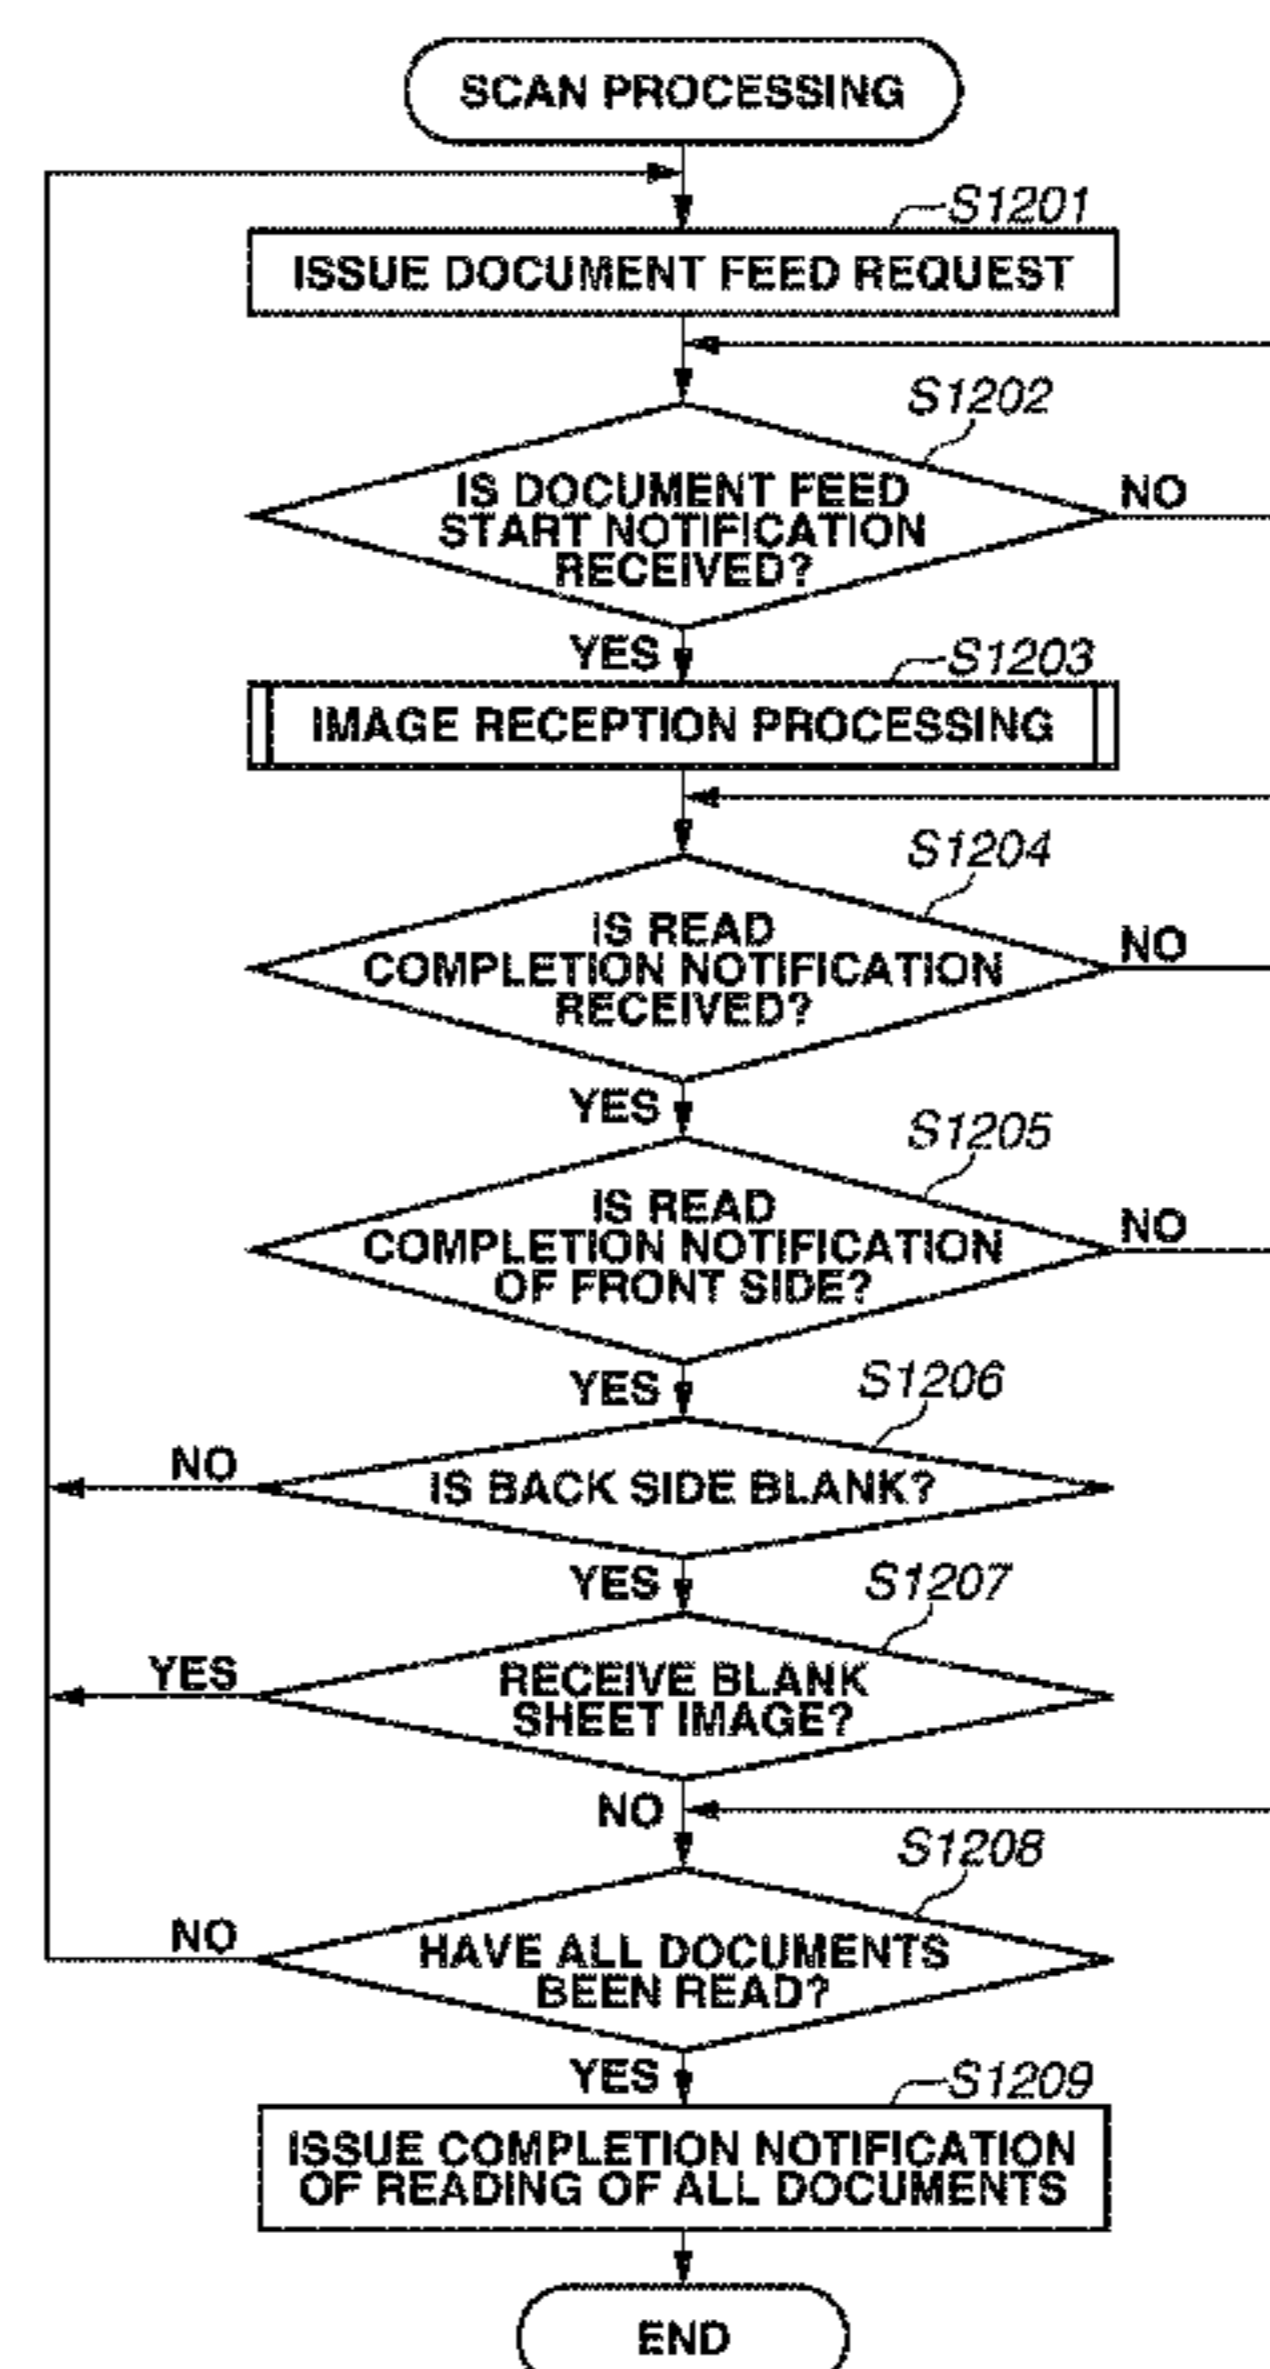 SCAN PROCESSING
S1201
ISSUE DOCUMENT FEED REQUEST
S1202
IS DOCUMENT FEED
START NOTIFICATION
RECEIVED?
NO
YES
S1203
IMAGE RECEPTION PROCESSING
S1204
IS READ
COMPLETION NOTIFICATION
RECEIVED?
NO
YES
S1205
IS READ
COMPLETION NOTIFICATION
OF FRONT SIDE?
NO
YES
S1206
NO
IS BACK SIDE BLANK?
YES
S1207
YES
RECEIVE BLANK
SHEET IMAGE?
NO
S1208
NO
HAVE ALL DOCUMENTS
BEEN READ?
YES
S1209
ISSUE COMPLETION NOTIFICATION
OF READING OF ALL DOCUMENTS
END